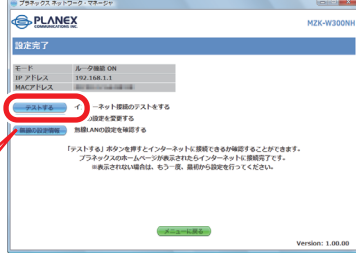 プラネックス ネットワーク・マネージャ
PLANEX
COMMUNICATIONS INC.
MZK-W300NH
設定完了
モード ルータ機能 ON
IP アドレス 192.168.1.1
MACアドレス
テストする イ ーネット接続のテストをする
の設定を変更する
無線の設定情報 無線LANの設定を確認する
「テストする」ボタンを押すとインターネットに接続できるか確認することができます。
プラネックスのホームページが表示されたらインターネットに接続完了です。
※表示されない場合は、もう一度、最初から設定を行ってください。
メニューに戻る
Version: 1.00.00